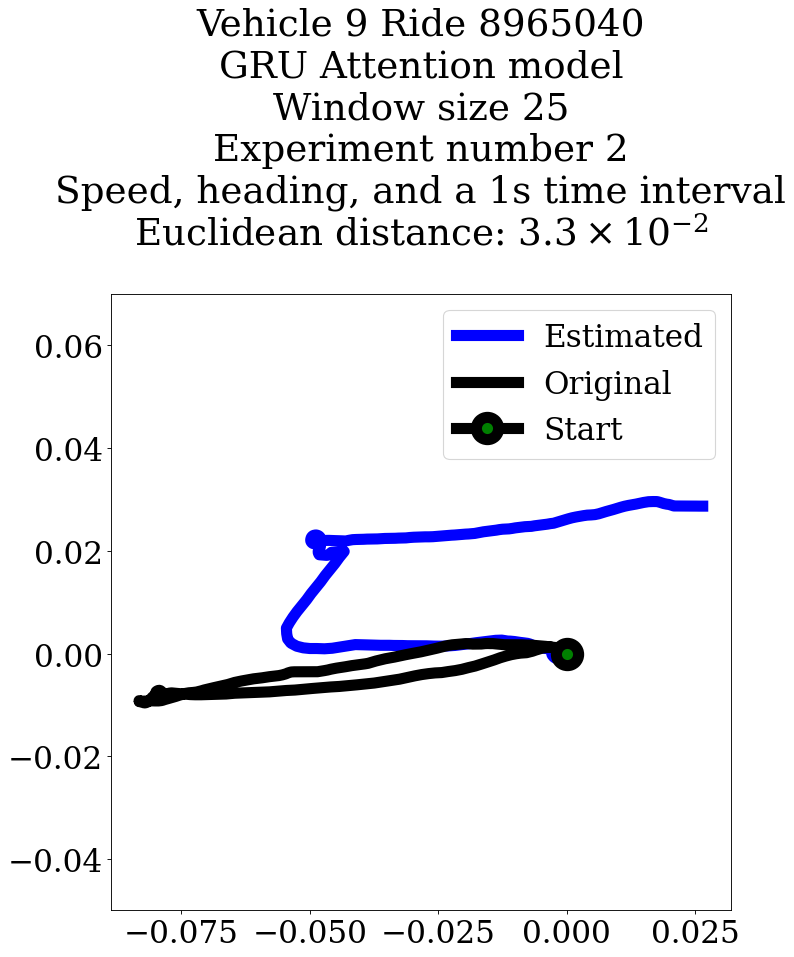 Vehicle 9 Ride 8965040
GRU Attention model
Window size 25
Experiment number 2
Speed, heading, and a 1s time interval
Euclidean distance: 3.3 × 10⁻²
Estimated
Original
Start
0.06
0.04
0.02
0.00
−0.02
−0.04
−0.075 −0.050 −0.025 0.000 0.025